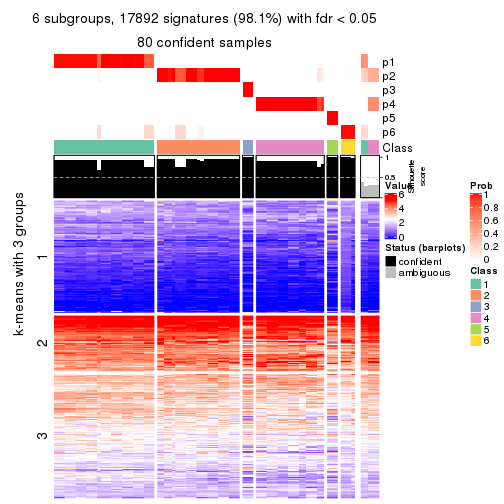 6 subgroups, 17892 signatures (98.1%) with fdr < 0.05
80 confident samples
p1
p2
p3
p4
p5
p6
Class
1
0.5
0
Silhouette
score
k-means with 3 groups
1
2
3
Value
6
4
2
0
Status (barplots)
confident
ambiguous
Prob
1
0.8
0.6
0.4
0.2
0
Class
1
2
3
4
5
6